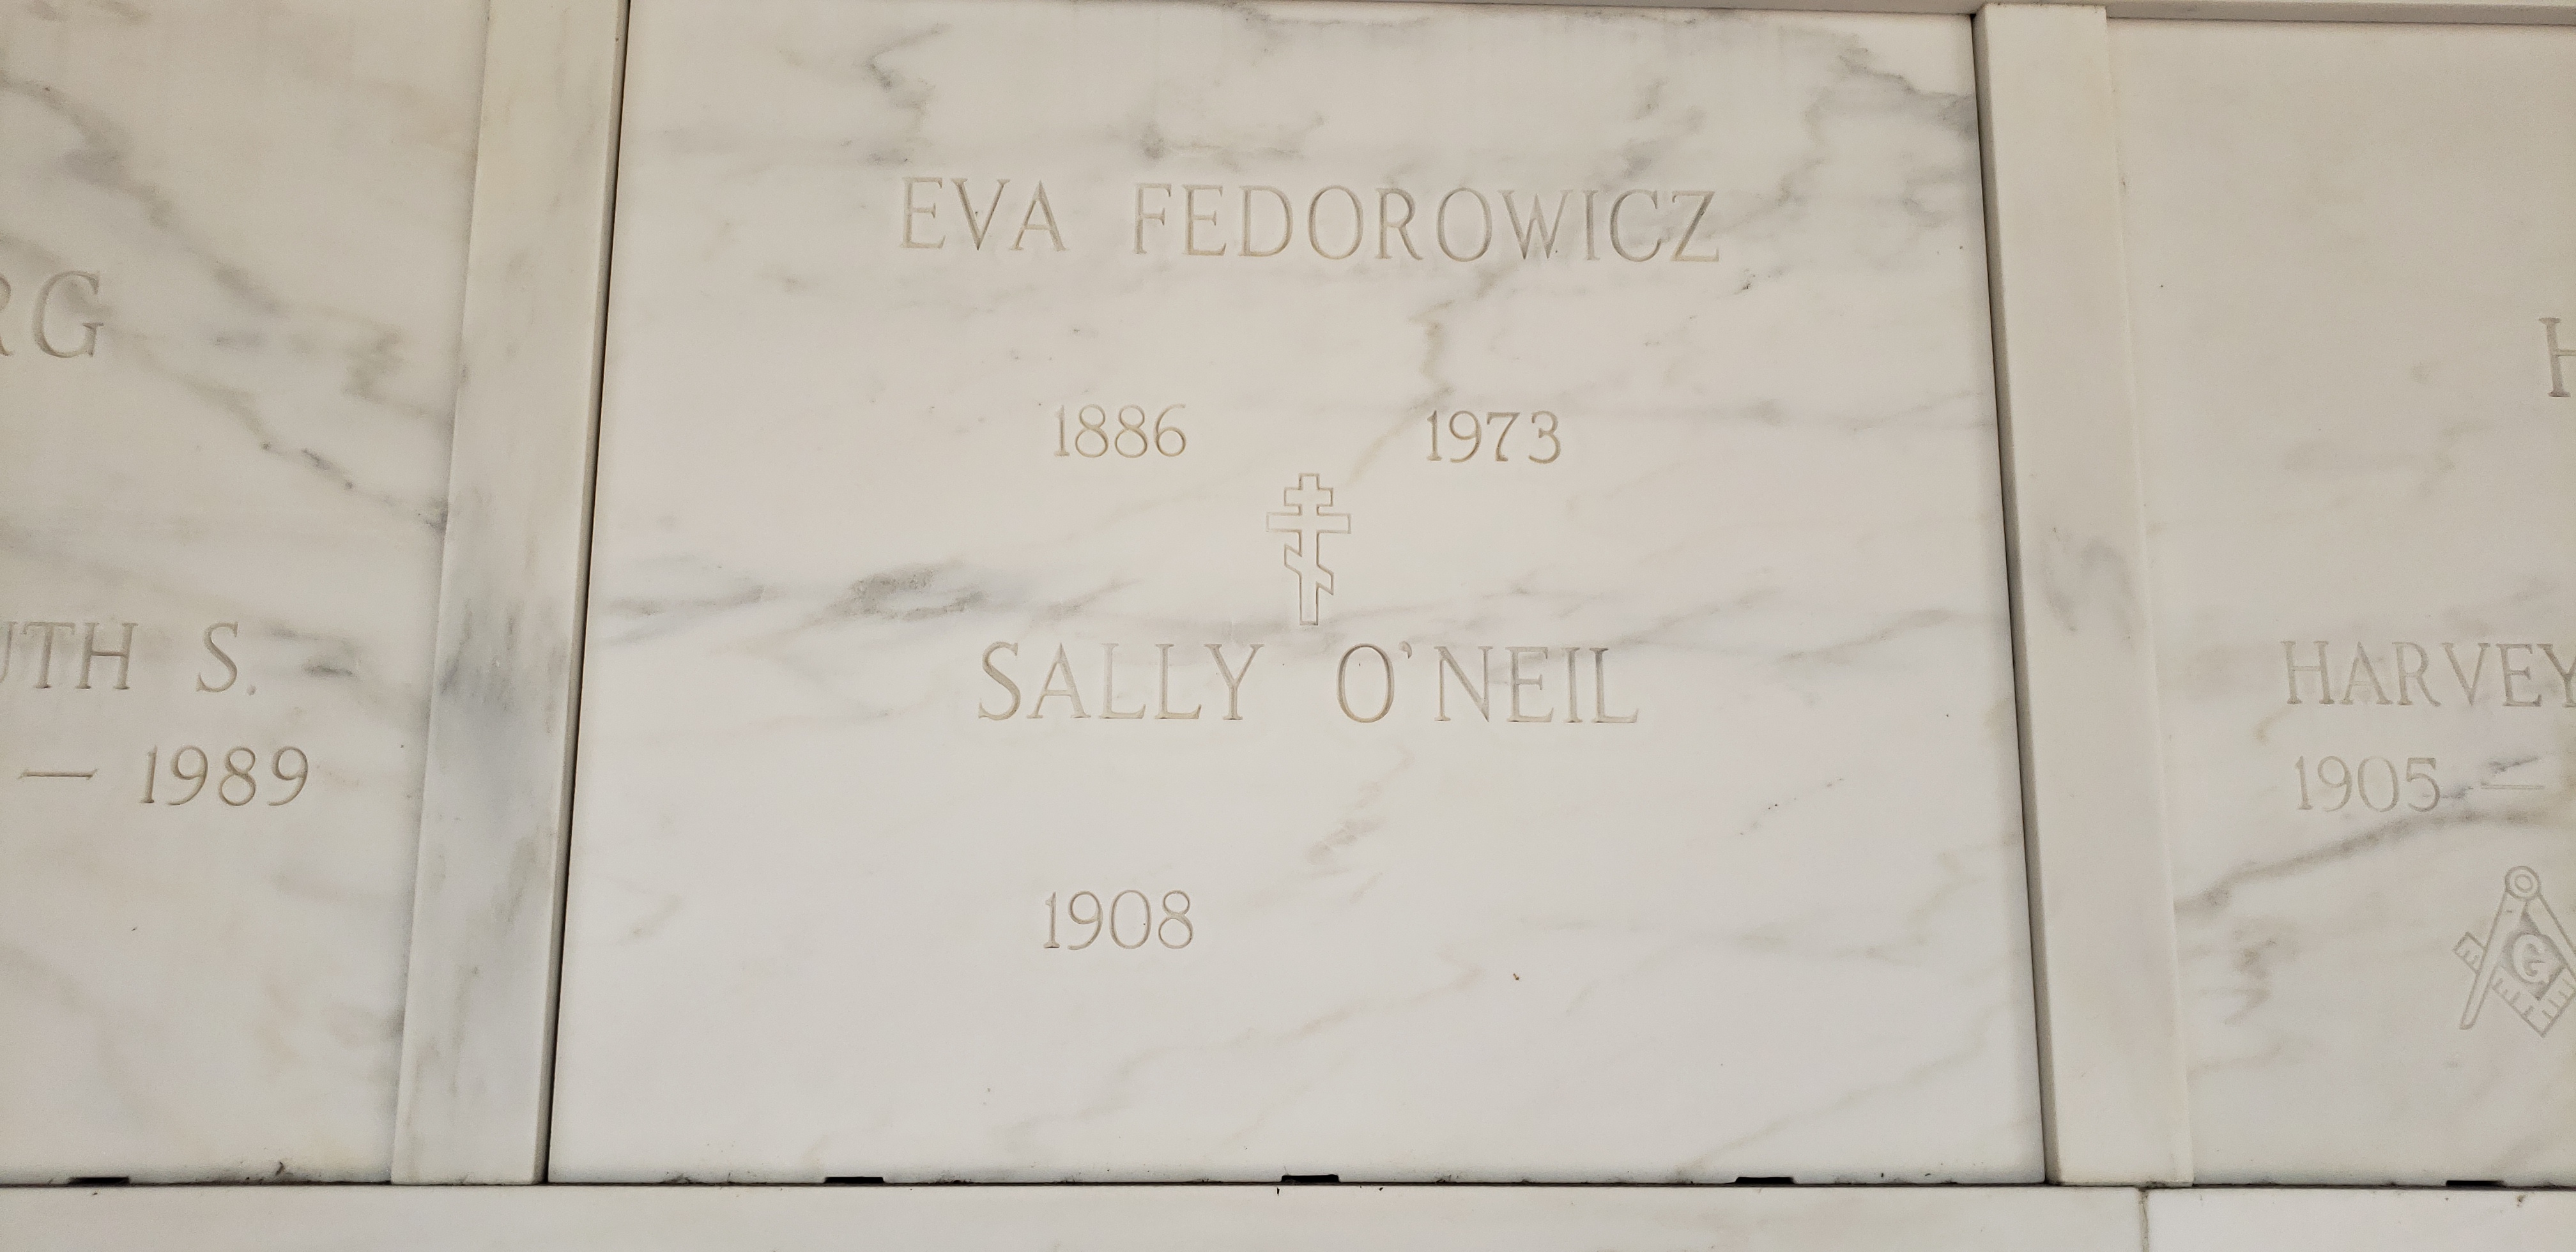 EVA FEDOROWICZ
1886 1973
SALLY O'NEIL
1908
RG
UTH S.
— 1989
H
HARVEY
1905 —
G